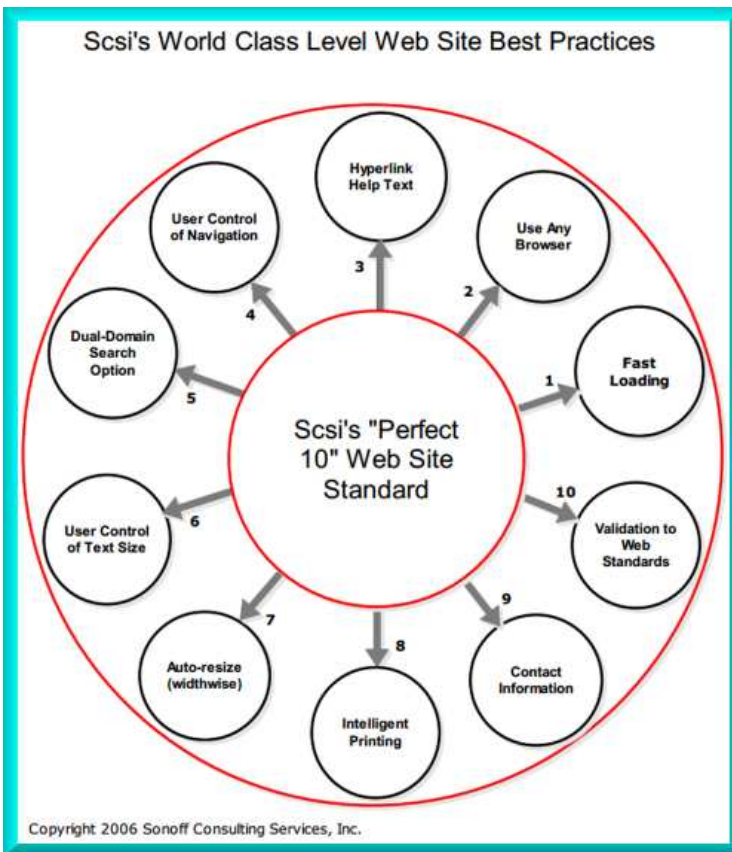 Scsi's World Class Level Web Site Best Practices
Hyperlink
Help Text
Use Any
Browser
User Control
of Navigation
3
2
4
Dual-Domain
Search
Option
Fast
Loading
1
5
Scsi's "Perfect
10" Web Site
Standard
10
6
User Control
of Text Size
Validation to
Web
Standards
9
7
8
Auto-resize
(widthwise)
Contact
Information
Intelligent
Printing
Copyright 2006 Sonoff Consulting Services, Inc.